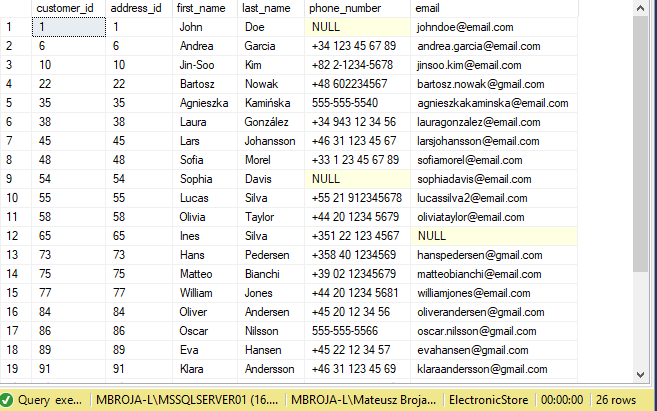 customer_id address_id first_name last_name phone_number email
1 1 1 John Doe NULL johndoe@email.com
2 6 6 Andrea Garcia +34 123 45 67 89 andrea.garcia@email.com
3 10 10 Jin-Soo Kim +82 2-1234-5678 jinsoo.kim@email.com
4 22 22 Bartosz Nowak +48 602234567 bartosz.nowak@gmail.com
5 35 35 Agnieszka Kamińska 555-555-5540 agnieszkakaminska@email.com
6 38 38 Laura González +34 943 12 34 56 lauragonzalez@email.com
7 45 45 Lars Johansson +46 31 123 45 67 larsjohansson@email.com
8 48 48 Sofia Morel +33 1 23 45 67 89 sofiamorel@email.com
9 54 54 Sophia Davis NULL sophiadavis@email.com
10 55 55 Lucas Silva +55 21 912345678 lucassilva2@email.com
11 58 58 Olivia Taylor +44 20 1234 5679 oliviataylor@email.com
12 65 65 Ines Silva +351 22 123 4567 NULL
13 73 73 Hans Pedersen +358 40 1234569 hanspedersen@gmail.com
14 75 75 Matteo Bianchi +39 02 12345679 matteobianchi@email.com
15 77 77 William Jones +44 20 1234 5681 williamjones@email.com
16 84 84 Oliver Andersen +45 20 12 34 56 oliverandersen@gmail.com
17 86 86 Oscar Nilsson 555-555-5566 oscar.nilsson@gmail.com
18 89 89 Eva Hansen +45 22 12 34 57 evahansen@gmail.com
19 91 91 Klara Andersson +46 31 123 45 69 klaraandersson@gmail.com
Query exe... MBROJA-L\MSSQLSERVER01 (16.... MBROJA-L\Mateusz Broja... ElectronicStore 00:00:00 26 rows